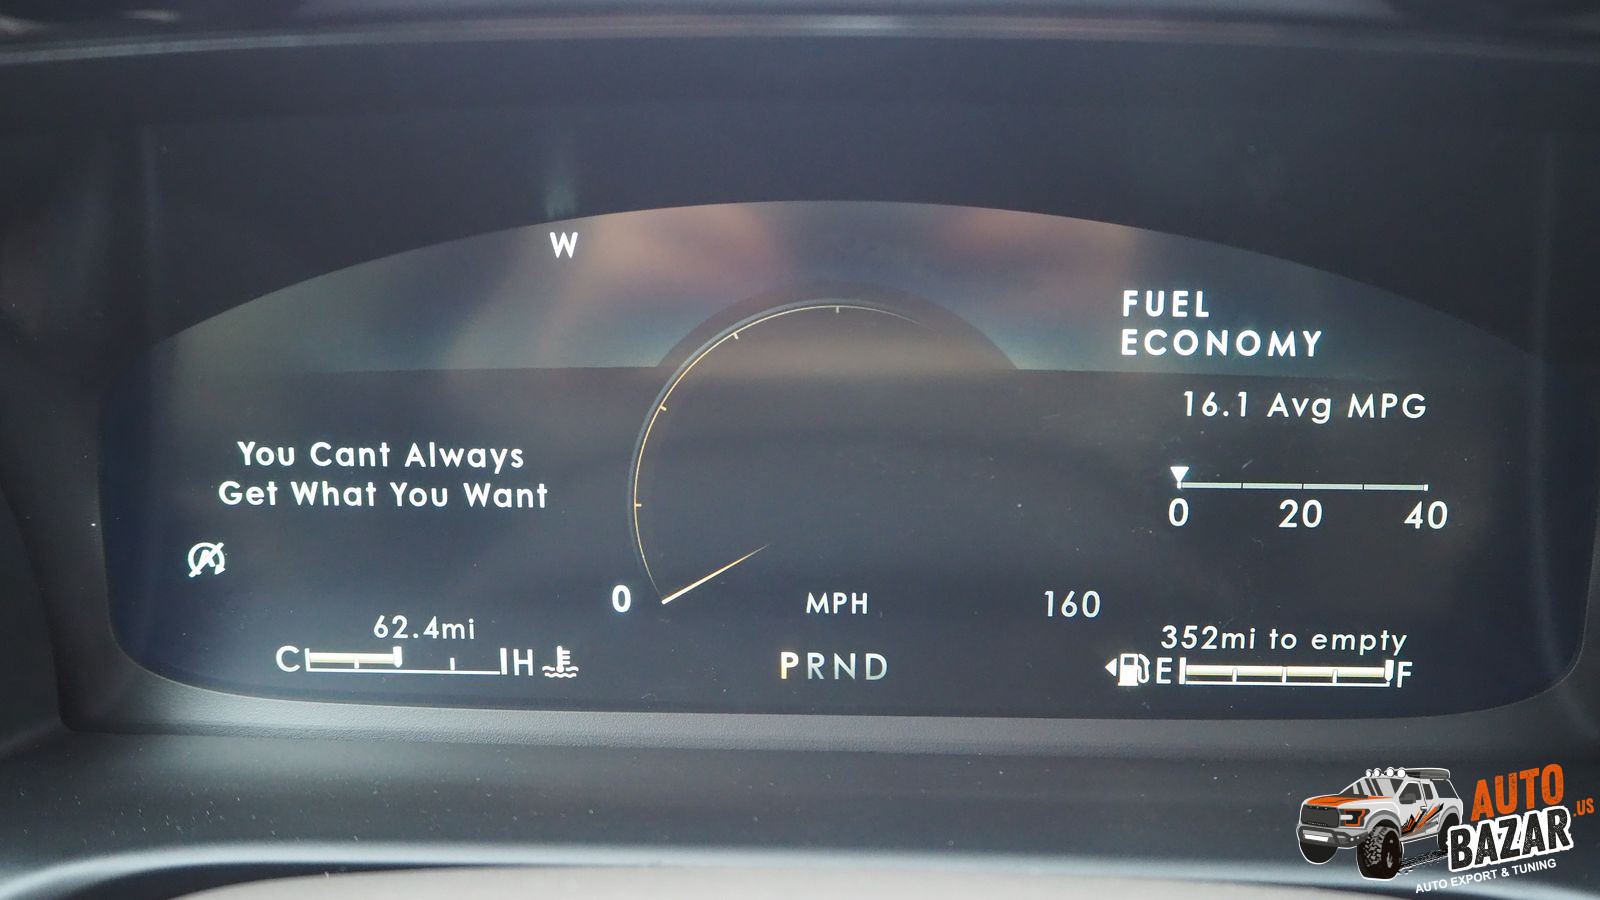 W
FUEL
ECONOMY
16.1 Avg MPG
0 20 40
You Cant Always
Get What You Want
0 MPH 160
62.4mi
C H
PRND
352mi to empty
E F
AUTO
BAZAR
.US
AUTO EXPORT & TUNING